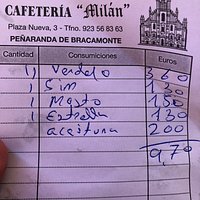 CAFETERÍA "Milán"
Plaza Nueva, 3 - Tfno. 923 56 83 63
PEÑARANDA DE BRACAMONTE
Cantidad Consumiciones Euros
1) Verdejo 3 60
1) Sin 1 30
1) Mosto 1 50
1) Estrella 1 30
aceituna 2 00
9,70